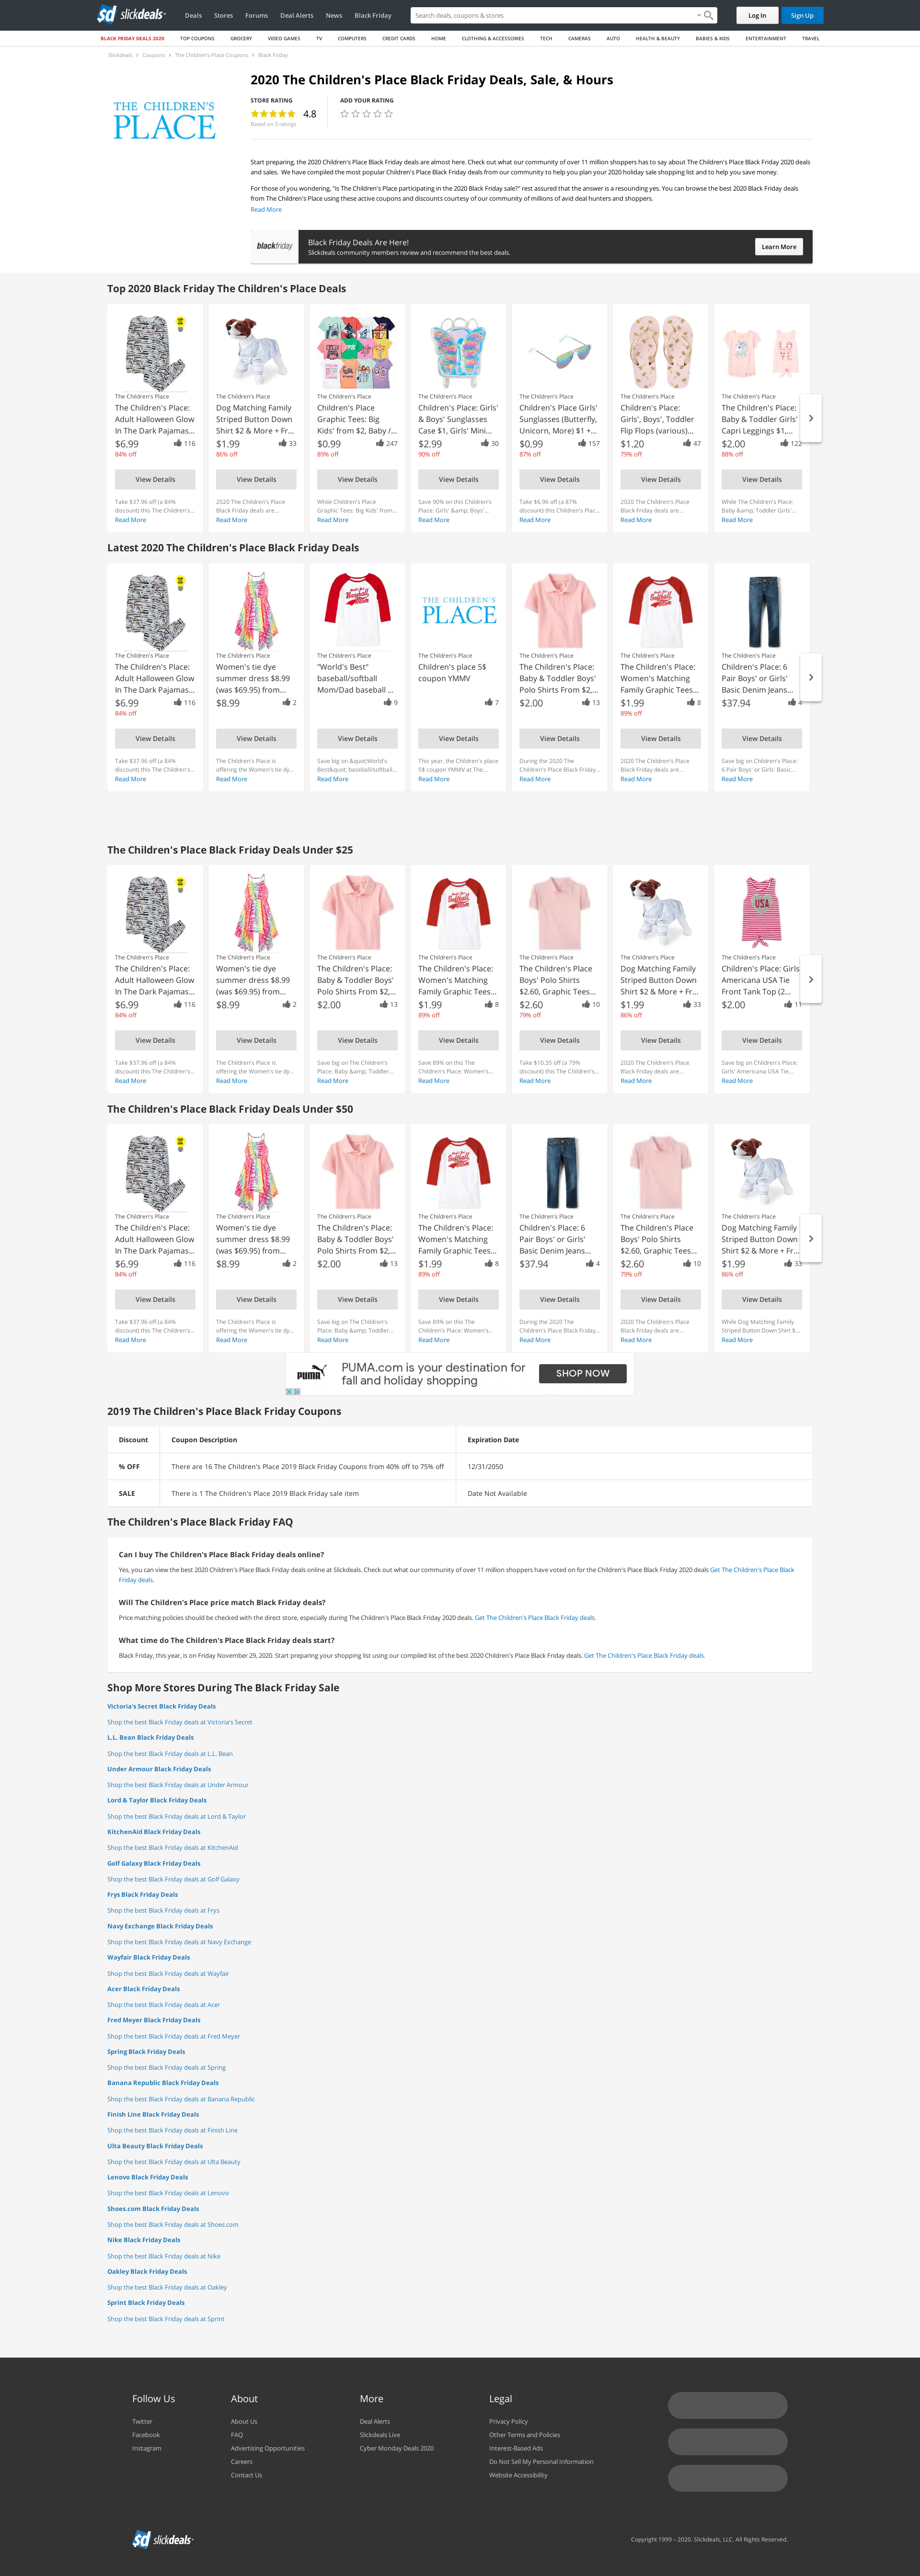 slickdeals
Deals Stores Forums Deal Alerts News Black Friday
Search deals, coupons & stores
Log In Sign Up
BLACK FRIDAY DEALS 2020 TOP COUPONS GROCERY VIDEO GAMES TV COMPUTERS CREDIT CARDS HOME CLOTHING & ACCESSORIES TECH CAMERAS AUTO HEALTH & BEAUTY BABIES & KIDS ENTERTAINMENT TRAVEL
Slickdeals > Coupons > The Children's Place Coupons > Black Friday
THE CHILDREN'S
PLACE
2020 The Children's Place Black Friday Deals, Sale, & Hours
STORE RATING
4.8
Based on 5 ratings
ADD YOUR RATING
Start preparing, the 2020 Children's Place Black Friday deals are almost here. Check out what our community of over 11 million shoppers has to say about The Children's Place Black Friday 2020 deals
and sales. We have compiled the most popular Children's Place Black Friday deals from our community to help you plan your 2020 holiday sale shopping list and to help you save money.
For those of you wondering, "is The Children's Place participating in the 2020 Black Friday sale?" rest assured that the answer is a resounding yes. You can browse the best 2020 Black Friday deals
from The Children's Place using these active coupons and discounts courtesy of our community of millions of avid deal hunters and shoppers.
Read More
blackfriday
Black Friday Deals Are Here!
Slickdeals community members review and recommend the best deals.
Learn More
Top 2020 Black Friday The Children's Place Deals
The Children's Place
The Children's Place:
Adult Halloween Glow
In The Dark Pajamas...
$6.99 116
84% off
View Details
Take $37.96 off (a 84%
discount) this The Children's...
Read More
The Children's Place
Dog Matching Family
Striped Button Down
Shirt $2 & More + Fr...
$1.99 33
86% off
View Details
2020 The Children's Place
Black Friday deals are...
Read More
The Children's Place
Children's Place
Graphic Tees: Big
Kids' from $2, Baby /...
$0.99 247
89% off
View Details
While Children's Place
Graphic Tees: Big Kids' from...
Read More
The Children's Place
Children's Place: Girls'
& Boys' Sunglasses
Case $1, Girls' Mini...
$2.99 30
90% off
View Details
Save 90% on this Children's
Place: Girls' &amp; Boys'...
Read More
The Children's Place
Children's Place Girls'
Sunglasses (Butterfly,
Unicorn, More) $1 +...
$0.99 157
87% off
View Details
Take $6.96 off (a 87%
discount) this Children's Plac...
Read More
The Children's Place
Children's Place:
Girls', Boys', Toddler
Flip Flops (various)...
$1.20 47
79% off
View Details
2020 The Children's Place
Black Friday deals are...
Read More
The Children's Place
The Children's Place:
Baby & Toddler Girls'
Capri Leggings $1,...
$2.00 122
88% off
View Details
While The Children's Place:
Baby &amp; Toddler Girls'...
Read More
Latest 2020 The Children's Place Black Friday Deals
The Children's Place
The Children's Place:
Adult Halloween Glow
In The Dark Pajamas...
$6.99 116
84% off
View Details
Take $37.96 off (a 84%
discount) this The Children's...
Read More
The Children's Place
Women's tie dye
summer dress $8.99
(was $69.95) from...
$8.99 2
View Details
The Children's Place is
offering the Women's tie dy...
Read More
The Children's Place
"World's Best"
baseball/softball
Mom/Dad baseball ...
9
View Details
Save big on &quot;World's
Best&quot; baseball/softball...
Read More
THE CHILDREN'S
PLACE
The Children's Place
Children's place 5$
coupon YMMV
7
View Details
This year, the Children's place
5$ coupon YMMV at The...
Read More
The Children's Place
The Children's Place:
Baby & Toddler Boys'
Polo Shirts From $2,...
$2.00 13
View Details
During the 2020 The
Children's Place Black Friday...
Read More
The Children's Place
The Children's Place:
Women's Matching
Family Graphic Tees...
$1.99 8
89% off
View Details
2020 The Children's Place
Black Friday deals are...
Read More
The Children's Place
Children's Place: 6
Pair Boys' or Girls'
Basic Denim Jeans...
$37.94 4
View Details
Save big on Children's Place:
6 Pair Boys' or Girls' Basic...
Read More
The Children's Place Black Friday Deals Under $25
The Children's Place
The Children's Place:
Adult Halloween Glow
In The Dark Pajamas...
$6.99 116
84% off
View Details
Take $37.96 off (a 84%
discount) this The Children's...
Read More
The Children's Place
Women's tie dye
summer dress $8.99
(was $69.95) from...
$8.99 2
View Details
The Children's Place is
offering the Women's tie dy...
Read More
The Children's Place
The Children's Place:
Baby & Toddler Boys'
Polo Shirts From $2,...
$2.00 13
View Details
Save big on The Children's
Place: Baby &amp; Toddler...
Read More
The Children's Place
The Children's Place:
Women's Matching
Family Graphic Tees...
$1.99 8
89% off
View Details
Save 89% on this The
Children's Place: Women's...
Read More
The Children's Place
The Children's Place
Boys' Polo Shirts
$2.60, Graphic Tees...
$2.60 10
79% off
View Details
Take $10.35 off (a 79%
discount) this The Children's...
Read More
The Children's Place
Dog Matching Family
Striped Button Down
Shirt $2 & More + Fr...
$1.99 33
86% off
View Details
2020 The Children's Place
Black Friday deals are...
Read More
USA
The Children's Place
Children's Place: Girls
Americana USA Tie
Front Tank Top (2...
$2.00 11
View Details
Save big on Children's Place:
Girls' Americana USA Tie...
Read More
The Children's Place Black Friday Deals Under $50
The Children's Place
The Children's Place:
Adult Halloween Glow
In The Dark Pajamas...
$6.99 116
84% off
View Details
Take $37.96 off (a 84%
discount) this The Children's...
Read More
The Children's Place
Women's tie dye
summer dress $8.99
(was $69.95) from...
$8.99 2
View Details
The Children's Place is
offering the Women's tie dy...
Read More
The Children's Place
The Children's Place:
Baby & Toddler Boys'
Polo Shirts From $2,...
$2.00 13
View Details
Save big on The Children's
Place: Baby &amp; Toddler...
Read More
The Children's Place
The Children's Place:
Women's Matching
Family Graphic Tees...
$1.99 8
89% off
View Details
Save 89% on this The
Children's Place: Women's...
Read More
The Children's Place
Children's Place: 6
Pair Boys' or Girls'
Basic Denim Jeans...
$37.94 4
View Details
During the 2020 The
Children's Place Black Friday...
Read More
The Children's Place
The Children's Place
Boys' Polo Shirts
$2.60, Graphic Tees...
$2.60 10
79% off
View Details
2020 The Children's Place
Black Friday deals are...
Read More
The Children's Place
Dog Matching Family
Striped Button Down
Shirt $2 & More + Fr...
$1.99 33
86% off
View Details
While Dog Matching Family
Striped Button Down Shirt $...
Read More
PUMA
PUMA.com is your destination for
fall and holiday shopping
SHOP NOW
2019 The Children's Place Black Friday Coupons
Discount Coupon Description Expiration Date
% OFF There are 16 The Children's Place 2019 Black Friday Coupons from 40% off to 75% off 12/31/2050
SALE There is 1 The Children's Place 2019 Black Friday sale item Date Not Available
The Children's Place Black Friday FAQ
Can I buy The Children's Place Black Friday deals online?
Yes, you can view the best 2020 Children's Place Black Friday Deals online at Slickdeals. Check out what our community of over 11 million shoppers have voted on for the Children's Place Black Friday 2020 deals Get The Children's Place Black
Friday deals.
Will The Children's Place price match Black Friday deals?
Price matching policies should be checked with the direct store, especially during The Children's Place Black Friday 2020 deals. Get The Children's Place Black Friday deals.
What time do The Children's Place Black Friday deals start?
Black Friday, this year, is on Friday November 29, 2020. Start preparing your shopping list using our compiled list of the best 2020 Children's Place Black Friday deals. Get The Children's Place Black Friday deals.
Shop More Stores During The Black Friday Sale
Victoria's Secret Black Friday Deals
Shop the best Black Friday deals at Victoria's Secret
L.L. Bean Black Friday Deals
Shop the best Black Friday deals at L.L. Bean
Under Armour Black Friday Deals
Shop the best Black Friday deals at Under Armour
Lord & Taylor Black Friday Deals
Shop the best Black Friday deals at Lord & Taylor
KitchenAid Black Friday Deals
Shop the best Black Friday deals at KitchenAid
Golf Galaxy Black Friday Deals
Shop the best Black Friday deals at Golf Galaxy
Frys Black Friday Deals
Shop the best Black Friday deals at Frys
Navy Exchange Black Friday Deals
Shop the best Black Friday deals at Navy Exchange
Wayfair Black Friday Deals
Shop the best Black Friday deals at Wayfair
Acer Black Friday Deals
Shop the best Black Friday deals at Acer
Fred Meyer Black Friday Deals
Shop the best Black Friday deals at Fred Meyer
Spring Black Friday Deals
Shop the best Black Friday deals at Spring
Banana Republic Black Friday Deals
Shop the best Black Friday deals at Banana Republic
Finish Line Black Friday Deals
Shop the best Black Friday deals at Finish Line
Ulta Beauty Black Friday Deals
Shop the best Black Friday deals at Ulta Beauty
Lenovo Black Friday Deals
Shop the best Black Friday deals at Lenovo
Shoes.com Black Friday Deals
Shop the best Black Friday deals at Shoes.com
Nike Black Friday Deals
Shop the best Black Friday deals at Nike
Oakley Black Friday Deals
Shop the best Black Friday deals at Oakley
Sprint Black Friday Deals
Shop the best Black Friday deals at Sprint
Follow Us
Twitter
Facebook
Instagram
About
About Us
FAQ
Advertising Opportunities
Careers
Contact Us
More
Deal Alerts
Slickdeals Live
Cyber Monday Deals 2020
Legal
Privacy Policy
Other Terms and Policies
Interest-Based Ads
Do Not Sell My Personal Information
Website Accessibility
slickdeals
Copyright 1999 – 2020. Slickdeals, LLC. All Rights Reserved.